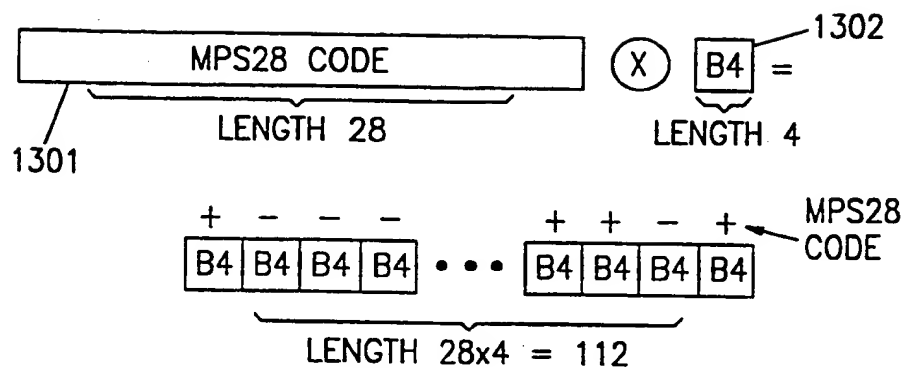 1302
MPS28 CODE X B4 =
LENGTH 28 LENGTH 4
1301
+ - - - + + - + MPS28
CODE
B4 B4 B4 B4 ••• B4 B4 B4 B4
LENGTH 28x4 = 112